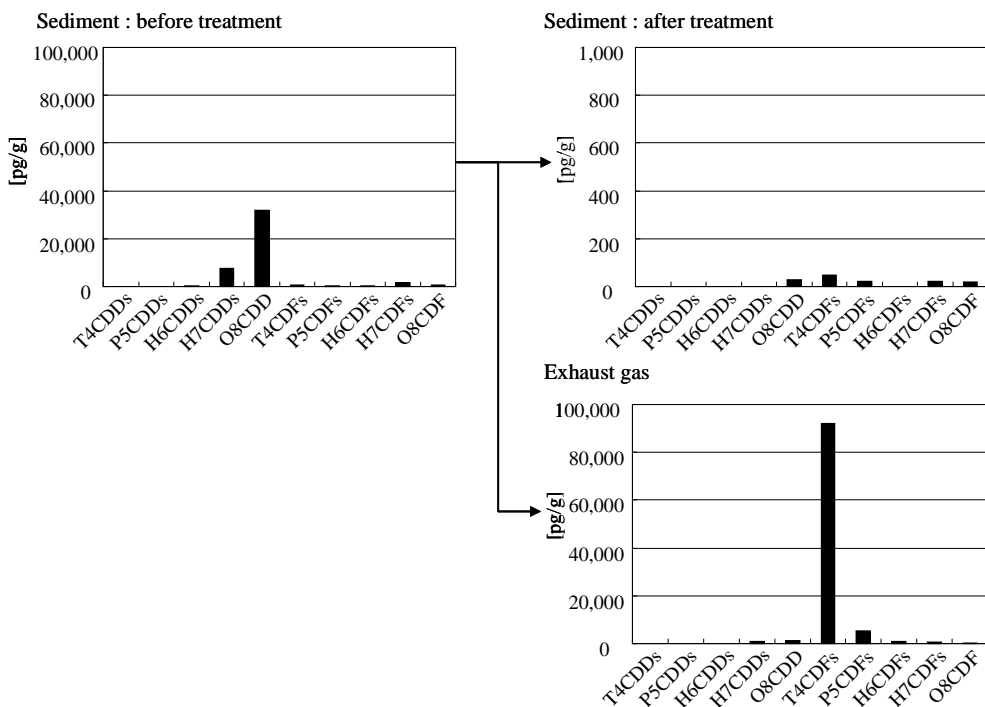 Sediment : before treatment
100,000
80,000
60,000
40,000
20,000
0
[pg/g]
T4CDDs
P5CDDs
H6CDDs
H7CDDs
O8CDD
T4CDFs
P5CDFs
H6CDFs
H7CDFs
O8CDF
Sediment : after treatment
1,000
800
600
400
200
0
[pg/g]
T4CDDs
P5CDDs
H6CDDs
H7CDDs
O8CDD
T4CDFs
P5CDFs
H6CDFs
H7CDFs
O8CDF
Exhaust gas
100,000
80,000
60,000
40,000
20,000
0
[pg/g]
T4CDDs
P5CDDs
H6CDDs
H7CDDs
O8CDD
T4CDFs
P5CDFs
H6CDFs
H7CDFs
O8CDF